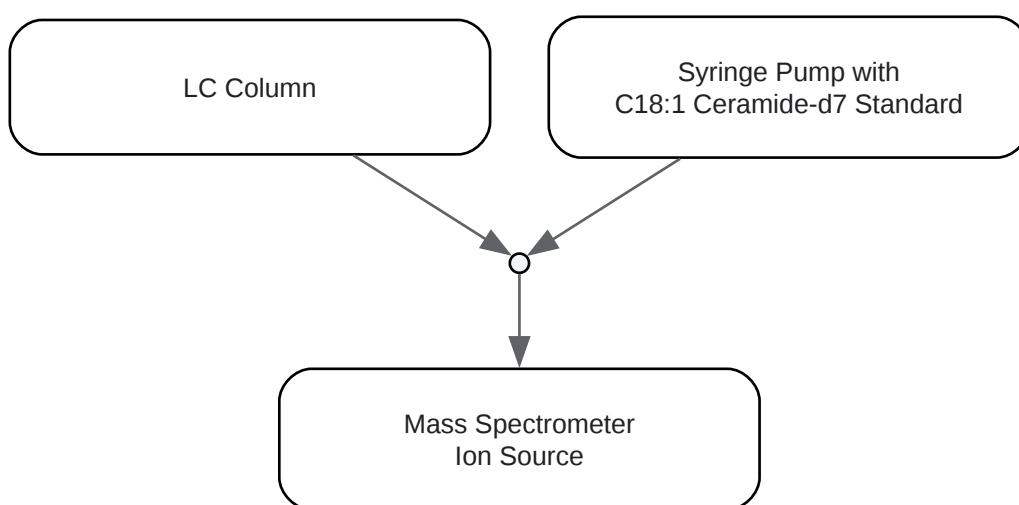 LC Column
Syringe Pump with
C18:1 Ceramide-d7 Standard
Mass Spectrometer
Ion Source